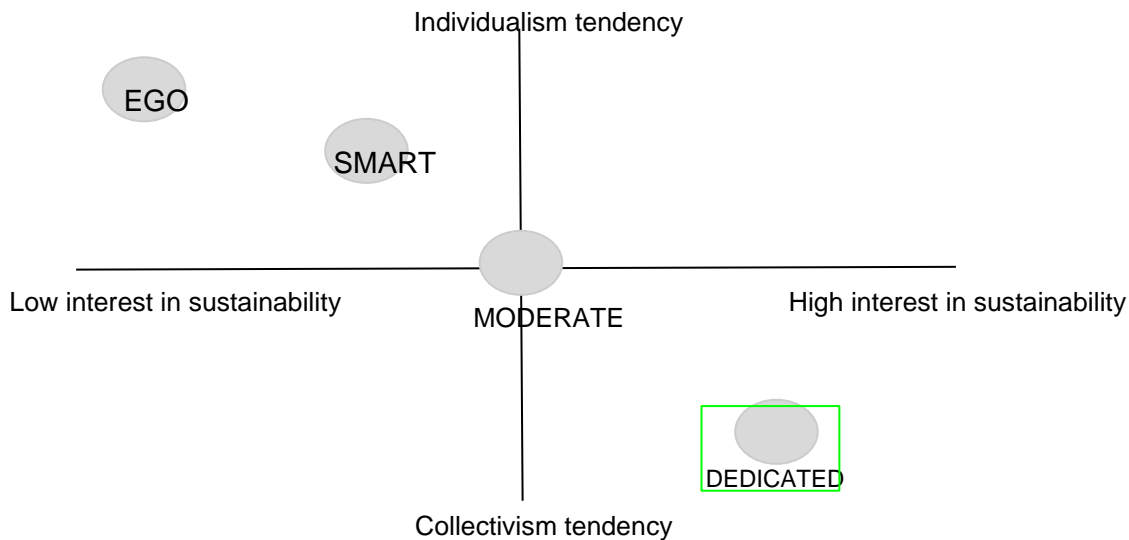 Individualism tendency
EGO
SMART
Low interest in sustainability
High interest in sustainability
MODERATE
DEDICATED
Collectivism tendency